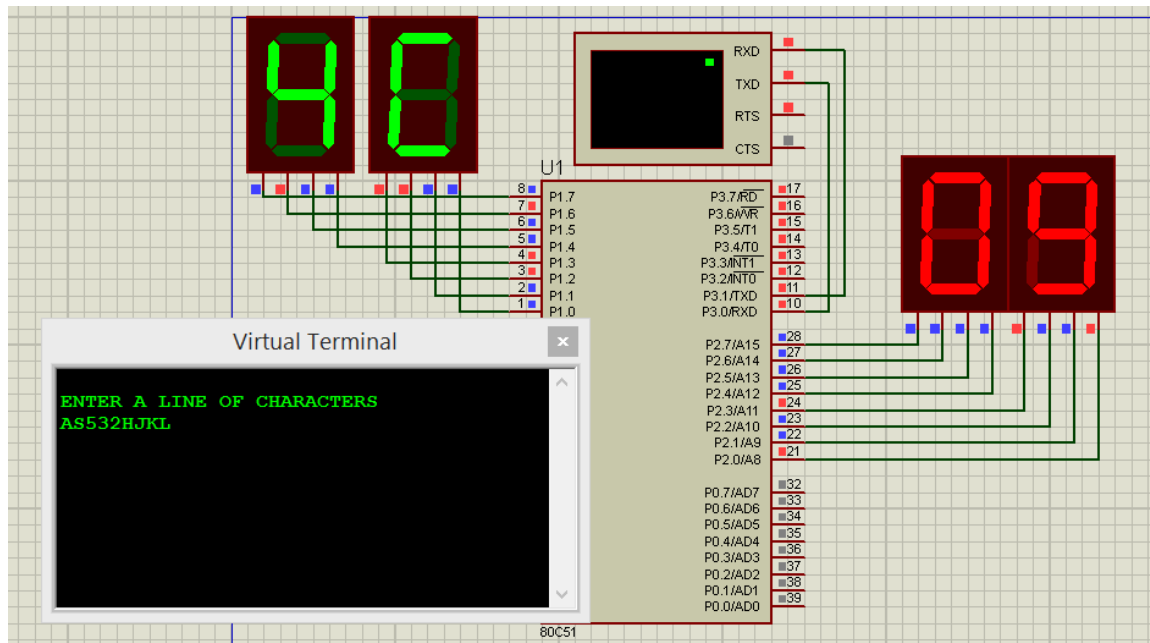 4C
RXD
TXD
RTS
CTS
U1
8 P1.7
7 P1.6
6 P1.5
5 P1.4
4 P1.3
3 P1.2
2 P1.1
1 P1.0
P3.7/RD 17
P3.6/WR 16
P3.5/T1 15
P3.4/T0 14
P3.3/INT1 13
P3.2/INT0 12
P3.1/TXD 11
P3.0/RXD 10
P2.7/A15 28
P2.6/A14 27
P2.5/A13 26
P2.4/A12 25
P2.3/A11 24
P2.2/A10 23
P2.1/A9 22
P2.0/A8 21
P0.7/AD7 32
P0.6/AD6 33
P0.5/AD5 34
P0.4/AD4 35
P0.3/AD3 36
P0.2/AD2 37
P0.1/AD1 38
P0.0/AD0 39
80C51
09
Virtual Terminal
ENTER A LINE OF CHARACTERS
AS532HJKL